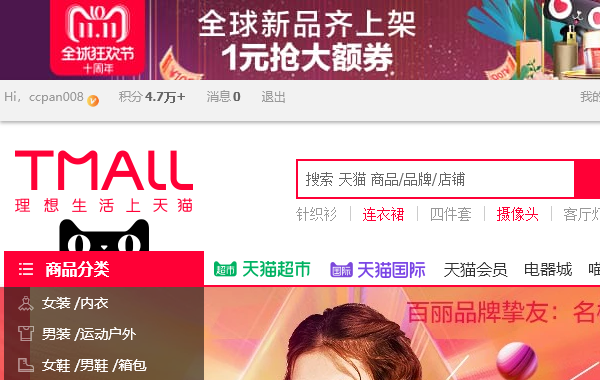 11.11
全球狂欢节
十周年
全球新品齐上架
1元抢大额券
Hi，ccpan008 积分4.7万+ 消息0 退出 我的
TMALL
理想生活上天猫
搜索 天猫 商品/品牌/店铺
针织衫 连衣裙 四件套 摄像头 客厅灯
商品分类
超市 天猫超市 国际 天猫国际 天猫会员 电器城 喵
女装 /内衣
男装 /运动户外
女鞋 /男鞋 /箱包
百丽品牌挚友：名